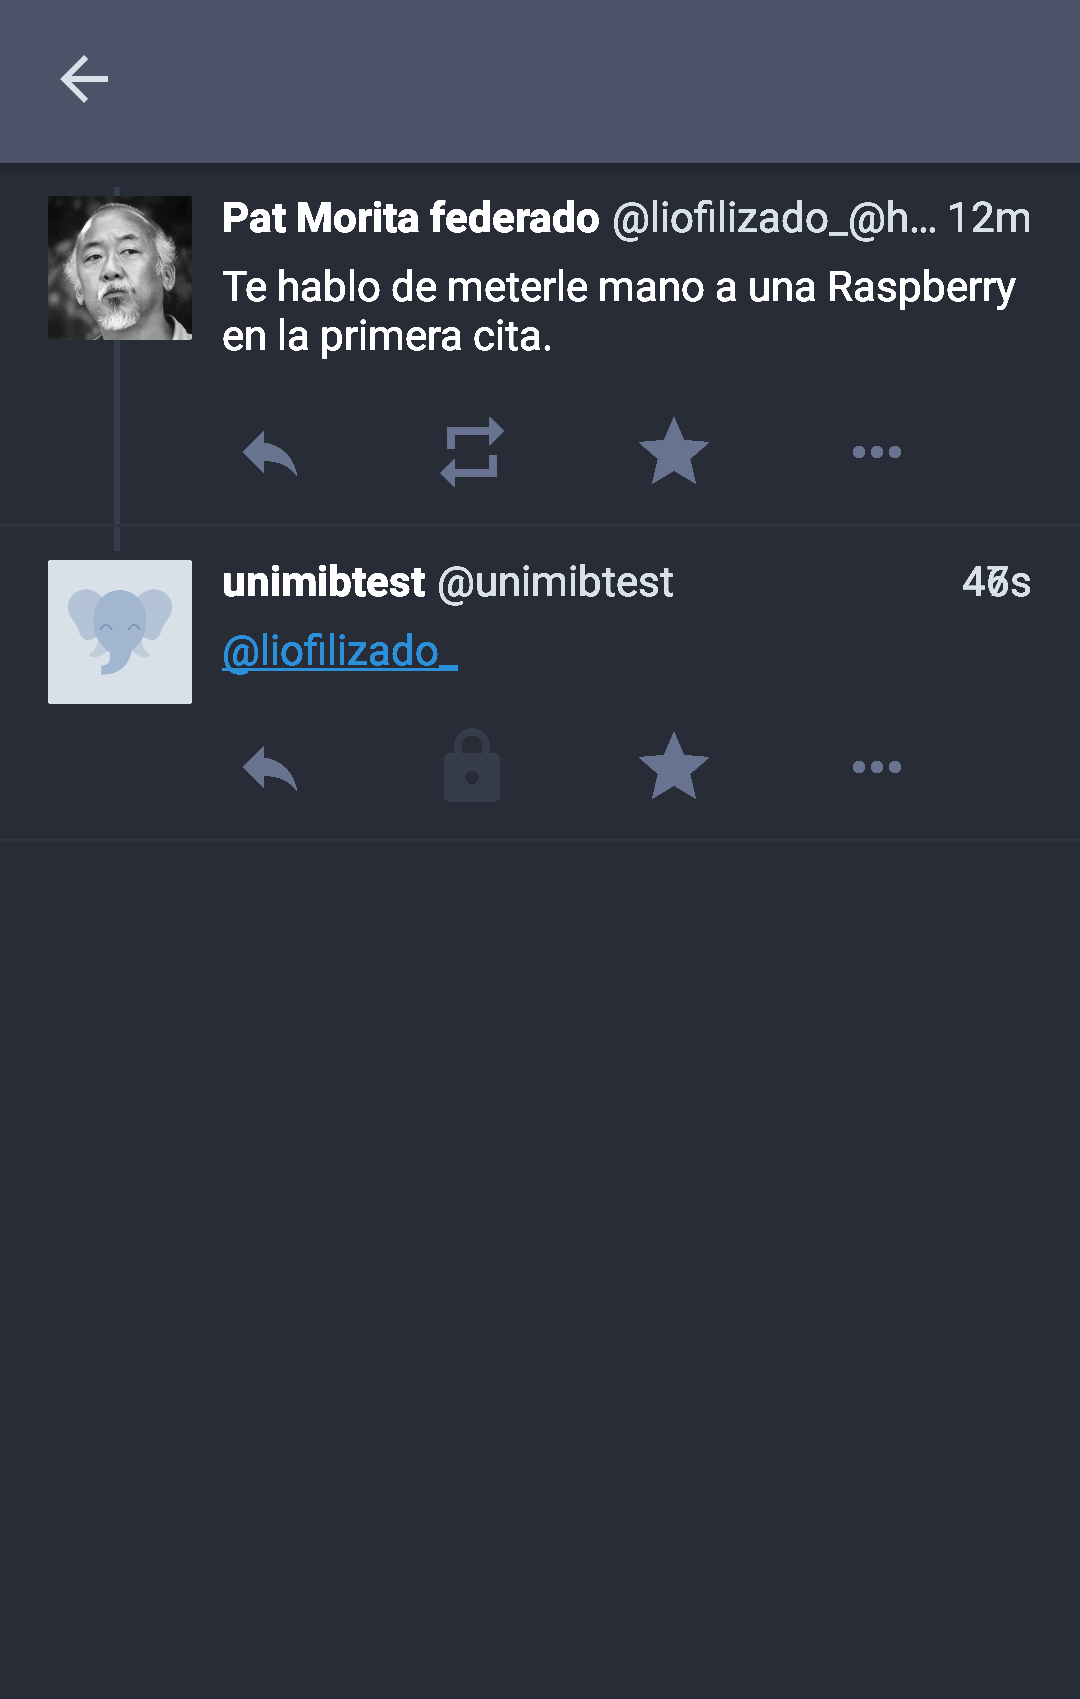 Pat Morita federado @liofilizado_@h... 12m
Te hablo de meterle mano a una Raspberry
en la primera cita.
unimibtest @unimibtest
@liofilizado_